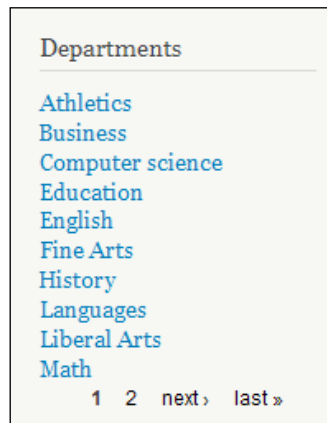 Departments
Athletics
Business
Computer science
Education
English
Fine Arts
History
Languages
Liberal Arts
Math
1 2 next › last »